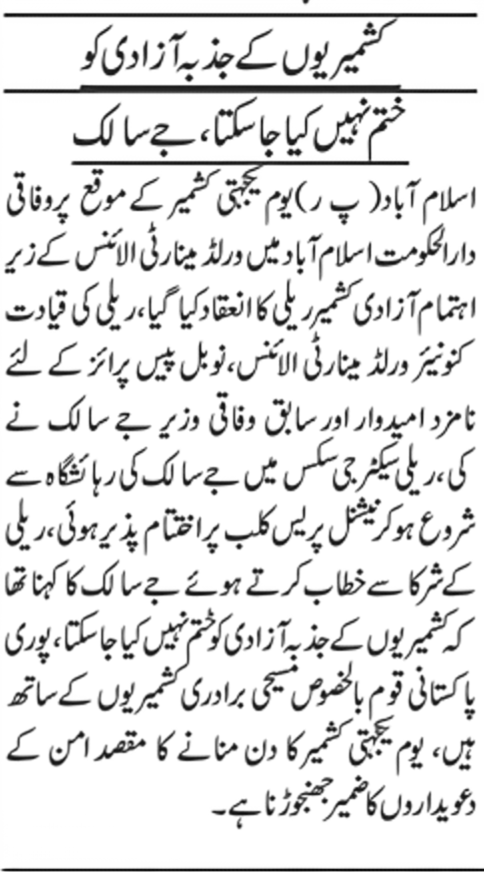 کشمیریوں کے جذبہ آزادی کو
ختم نہیں کیا جا سکتا، جے سالک
اسلام آباد( پ ر)یوم یکجہتی کشمیر کے موقع پر وفاقی
دارالحکومت اسلام آباد میں ورلڈ مینارٹی الائنس کے زیر
اہتمام آزادی کشمیر ریلی کا انعقاد کیا گیا، ریلی کی قیادت
کنونیئر ورلڈ مینارٹی الائنس، نوبل پیس پرائز کے لئے
نامزد امیدوار اور سابق وفاقی وزیر جے سالک نے
کی، ریلی سیکٹر جی سکس میں جے سالک کی رہائشگاہ سے
شروع ہو کر نیشنل پریس کلب پر اختتام پذیر ہوئی، ریلی
کے شرکا سے خطاب کرتے ہوئے جے سالک کا کہنا تھا
کہ کشمیریوں کے جذبہ آزادی کو ختم نہیں کیا جا سکتا، پوری
پاکستانی قوم بالخصوص مسیحی برادری کشمیریوں کے ساتھ
ہیں، یوم یکجہتی کشمیر کا دن منانے کا مقصد امن کے
دعویداروں کا ضمیر جھنجوڑنا ہے۔